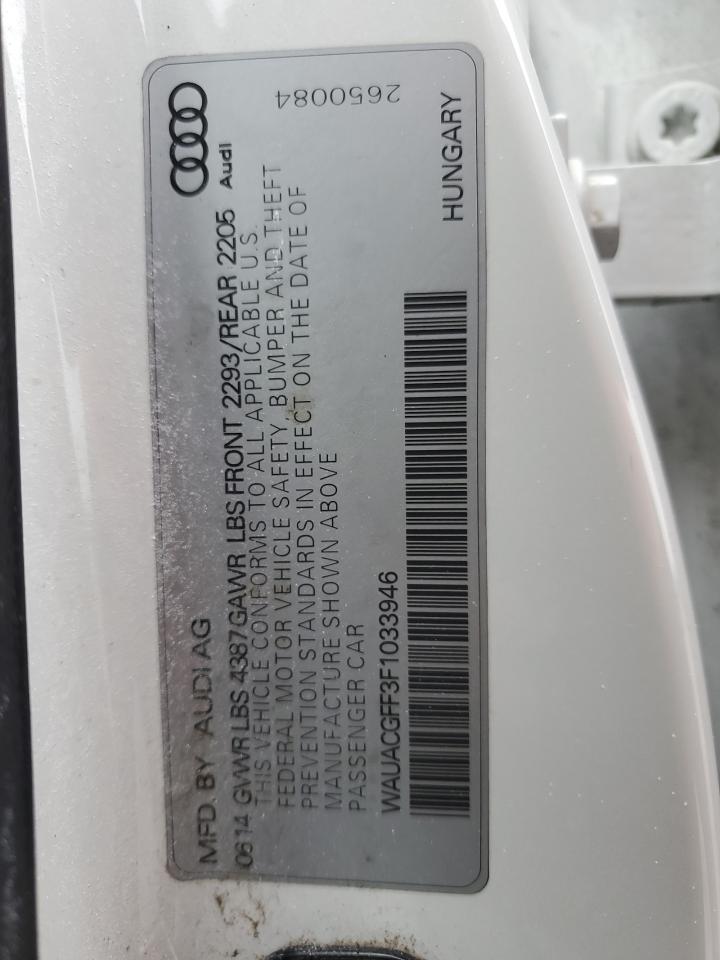 MFD BY AUDI AG
0614 GVWR LBS 4387 GAWR LBS FRONT 2293/REAR 2205
Audi
THIS VEHICLE CONFORMS TO ALL APPLICABLE U.S.
FEDERAL MOTOR VEHICLE SAFETY, BUMPER AND THEFT
PREVENTION STANDARDS IN EFFECT ON THE DATE OF
MANUFACTURE SHOWN ABOVE
PASSENGER CAR
2650084
WAUACGFF3F1033946
HUNGARY